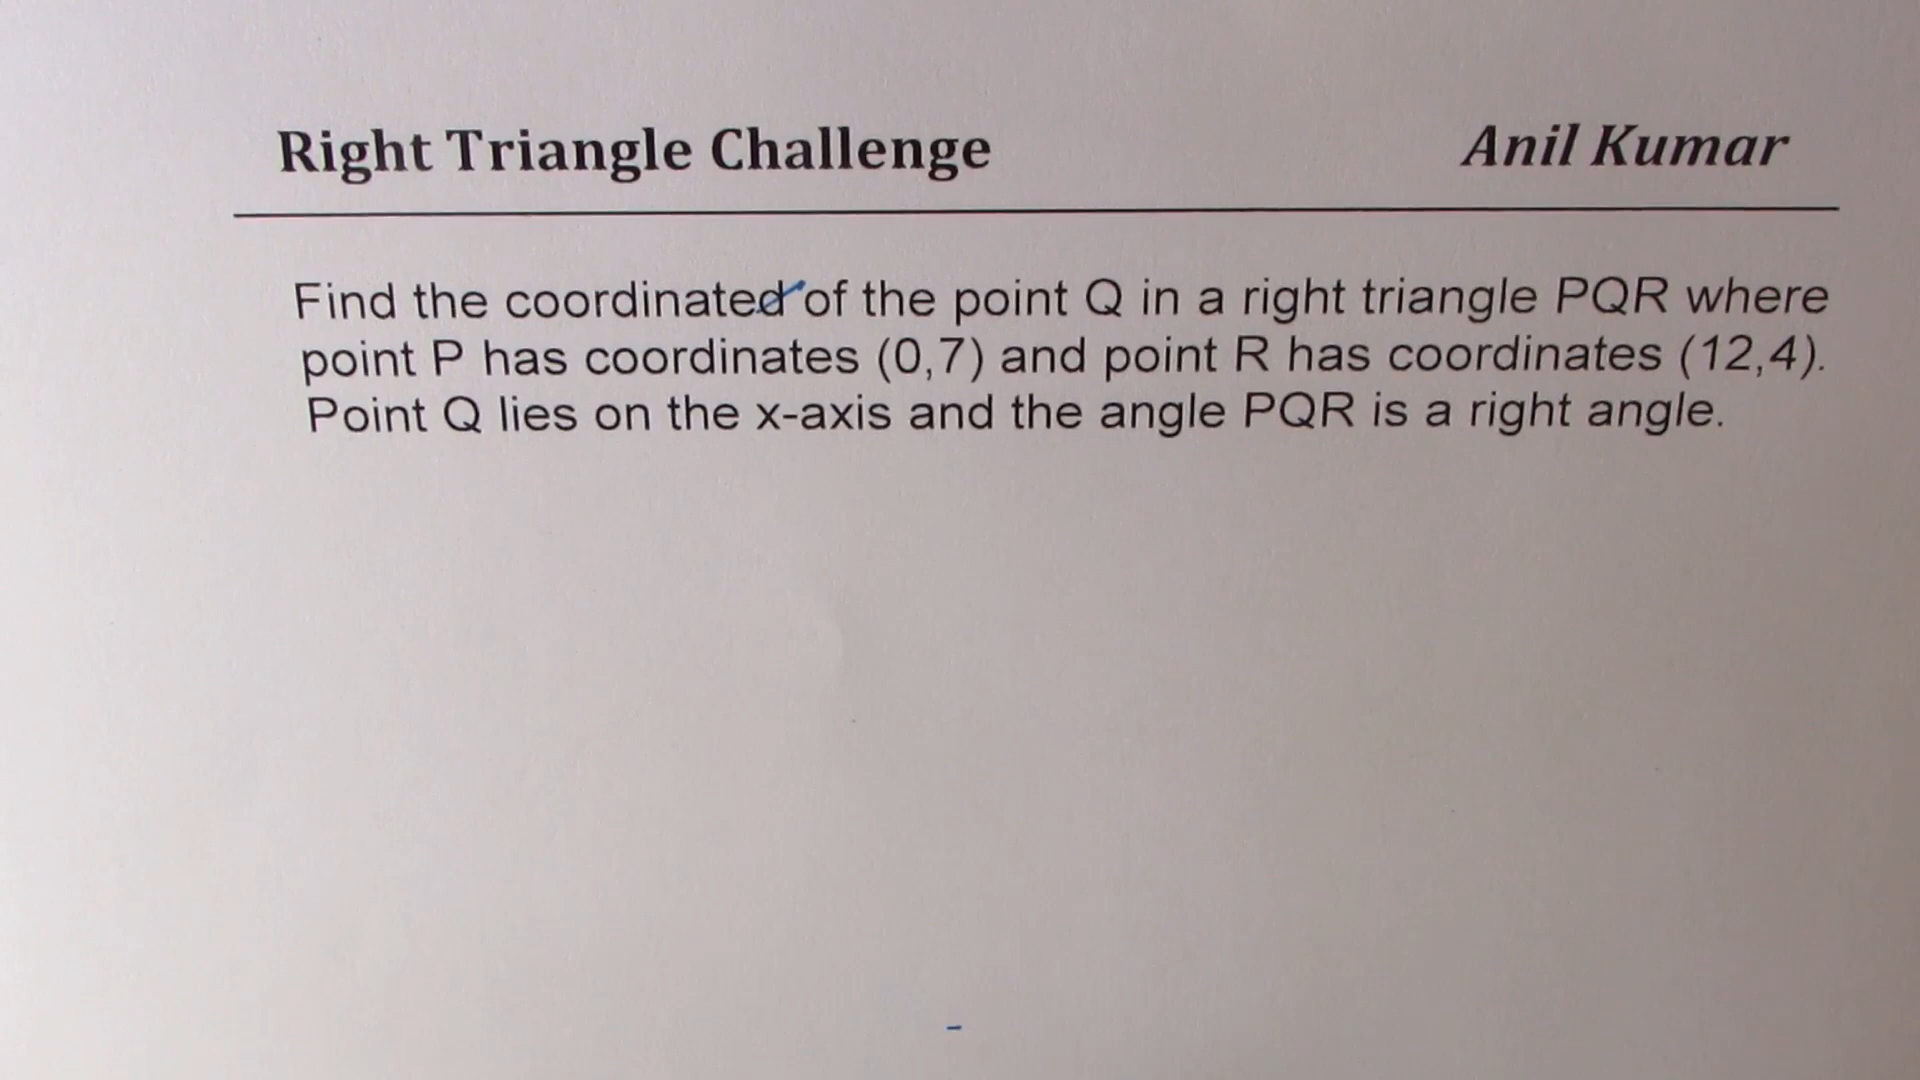 Right Triangle Challenge
Anil Kumar
Find the coordinated of the point Q in a right triangle PQR where
point P has coordinates (0,7) and point R has coordinates (12,4).
Point Q lies on the x-axis and the angle PQR is a right angle.